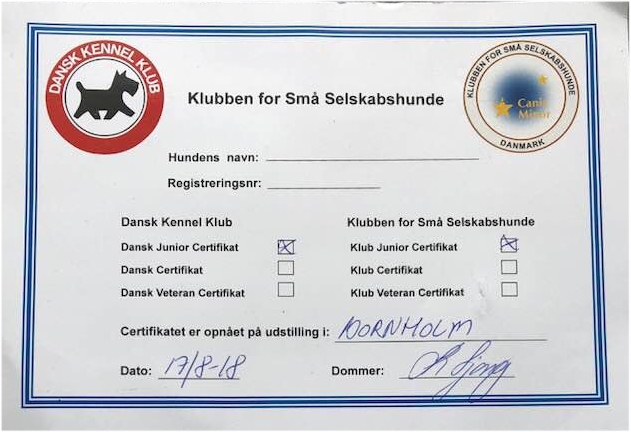 DANSK KENNEL KLUB
KLUBBEN FOR SMÅ SELSKABSHUNDE
Canis
Minor
DANMARK
Klubben for Små Selskabshunde
Hundens navn:
Registreringsnr:
Dansk Kennel Klub Klubben for Små Selskabshunde
Dansk Junior Certifikat Klub Junior Certifikat
Dansk Certifikat Klub Certifikat
Dansk Veteran Certifikat Klub Veteran Certifikat
Certifikatet er opnået på udstilling i: BORNHOLM
Dato: 17/8-18 Dommer: